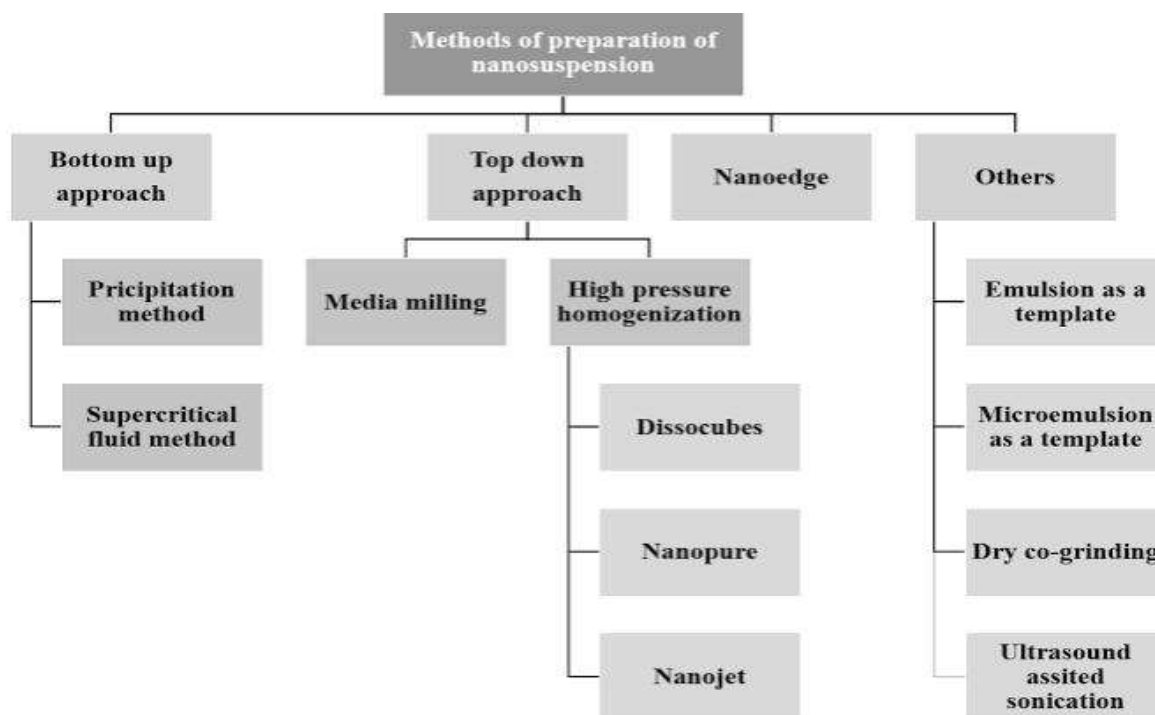 Methods of preparation of
nanosuspension
Bottom up
approach
Top down
approach
Nanoedge
Others
Pricipitation
method
Media milling
High pressure
homogenization
Emulsion as a
template
Supercritical
fluid method
Dissocubes
Microemulsion
as a template
Nanopure
Dry co-grinding
Nanojet
Ultrasound
assited
sonication